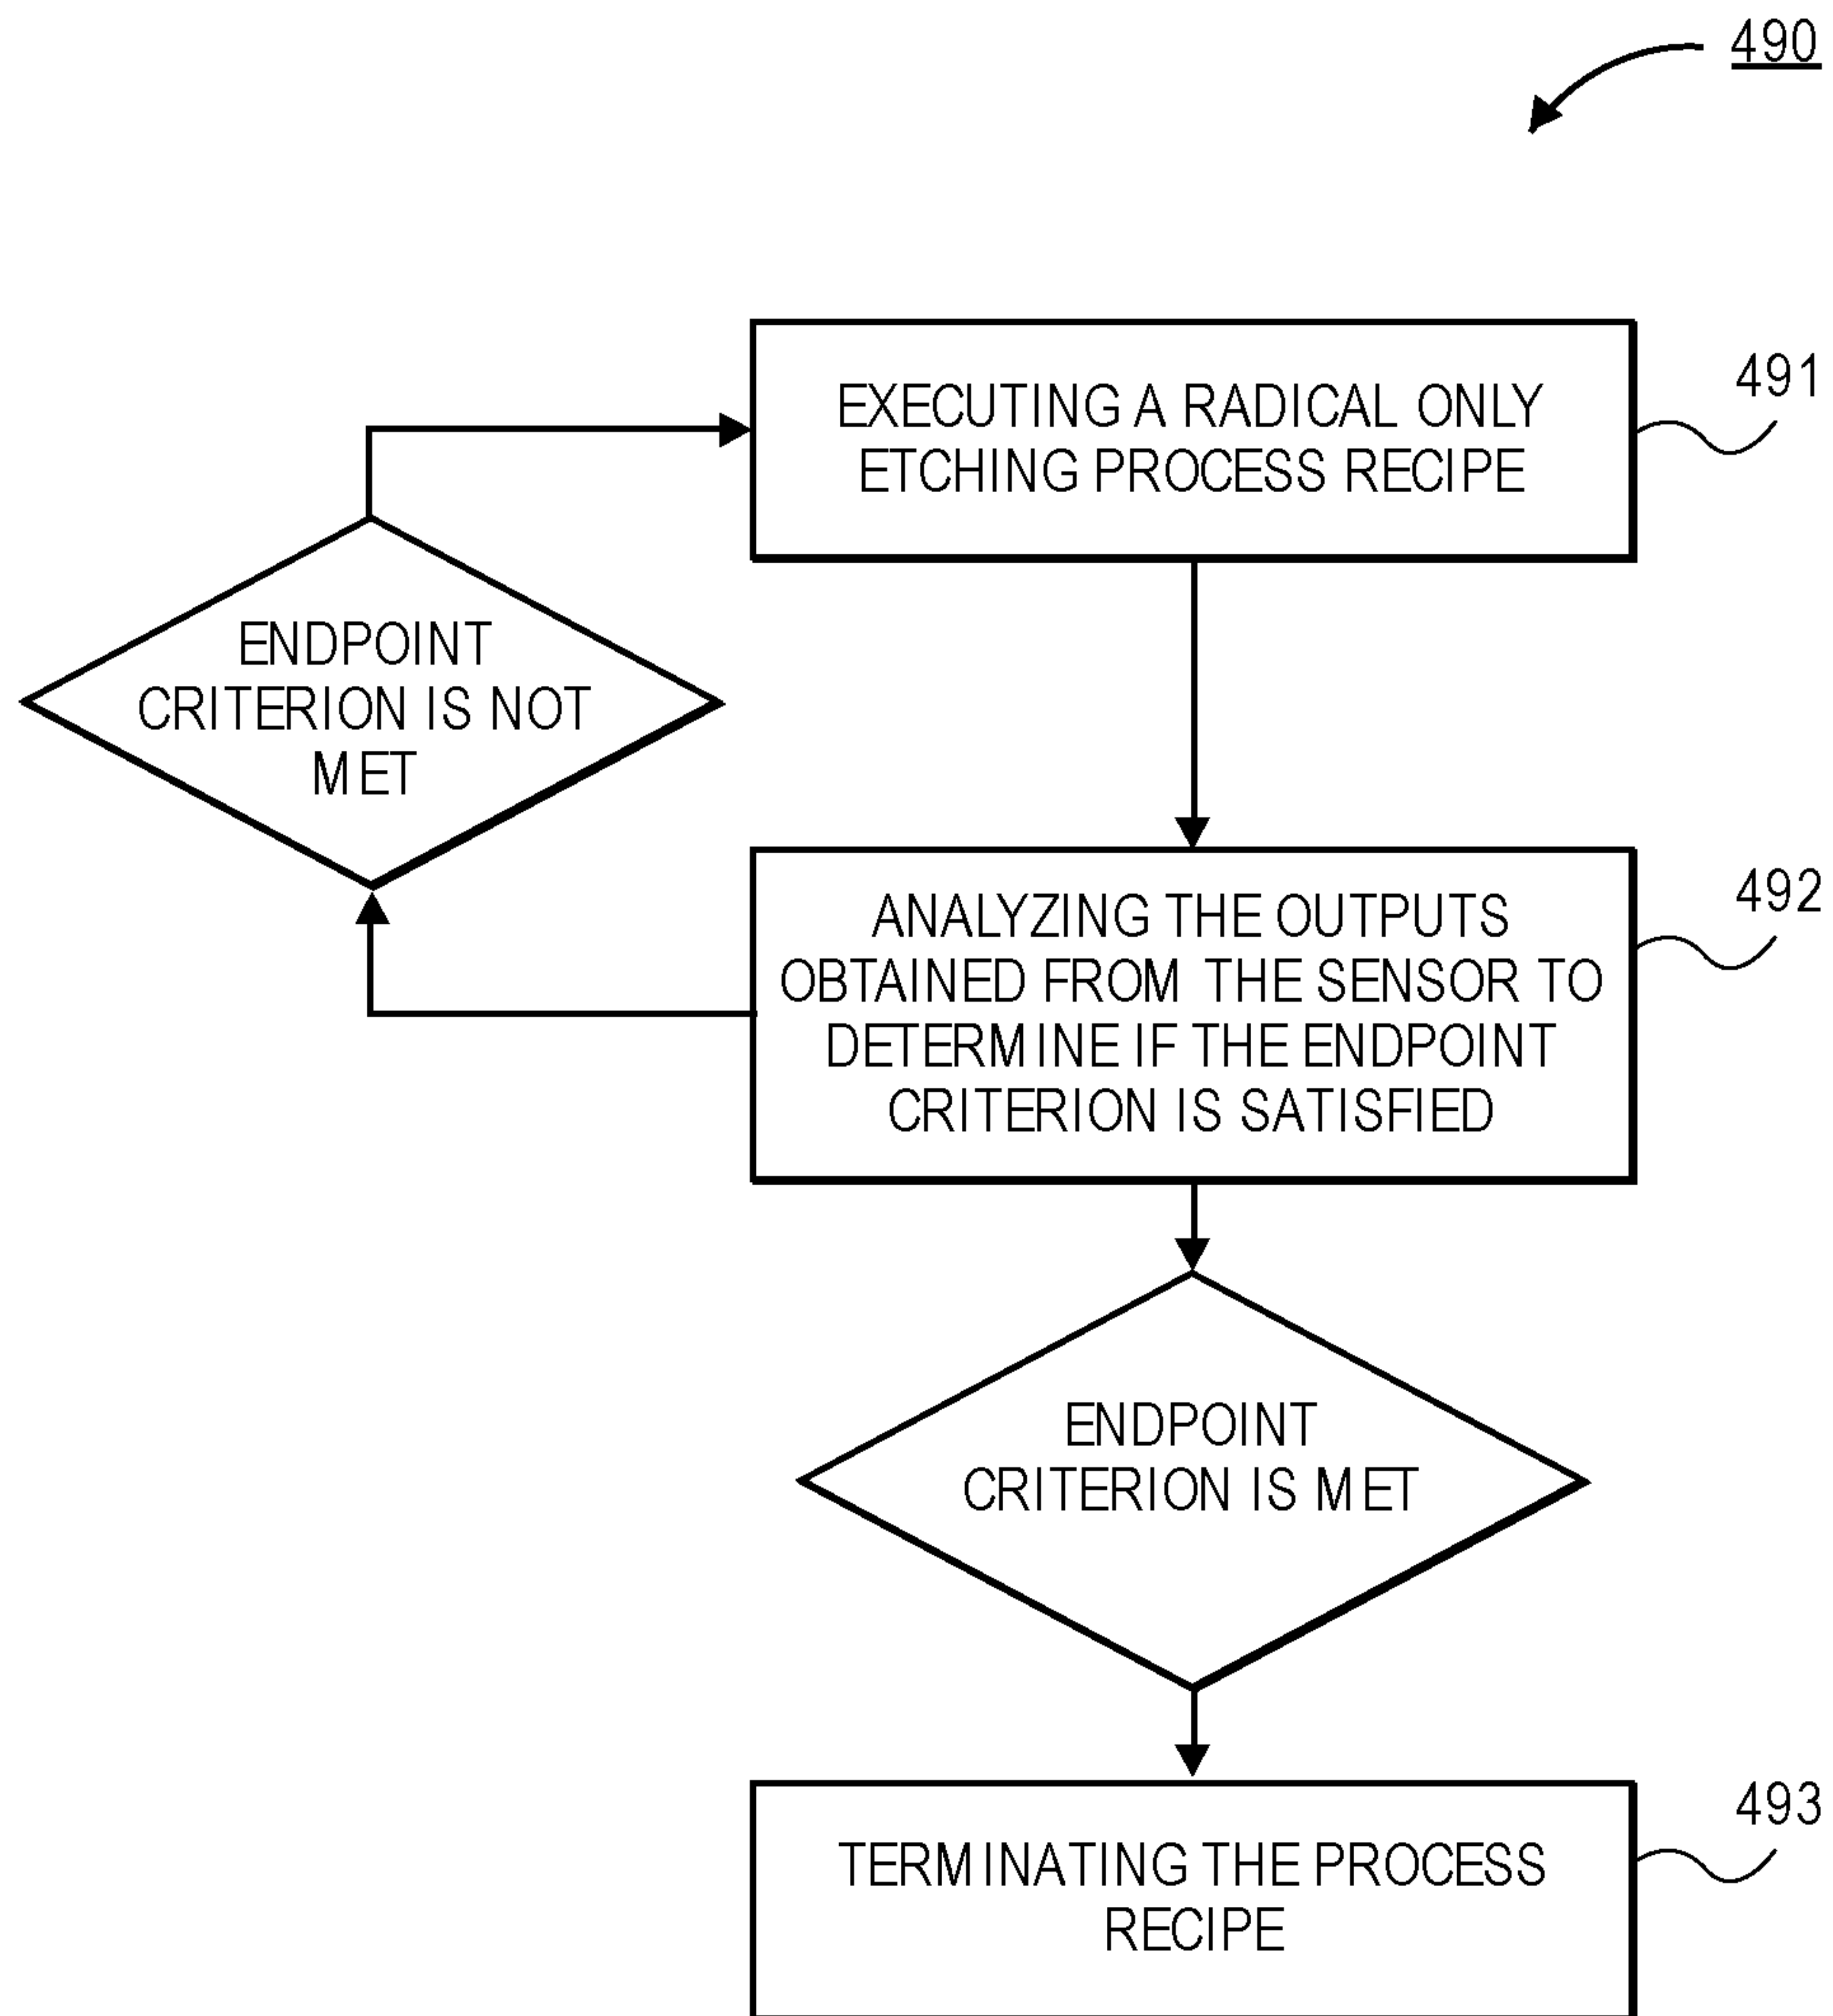 490
EXECUTING A RADICAL ONLY
ETCHING PROCESS RECIPE
491
ENDPOINT
CRITERION IS NOT
MET
ANALYZING THE OUTPUTS
OBTAINED FROM THE SENSOR TO
DETERMINE IF THE ENDPOINT
CRITERION IS SATISFIED
492
ENDPOINT
CRITERION IS MET
TERMINATING THE PROCESS
RECIPE
493